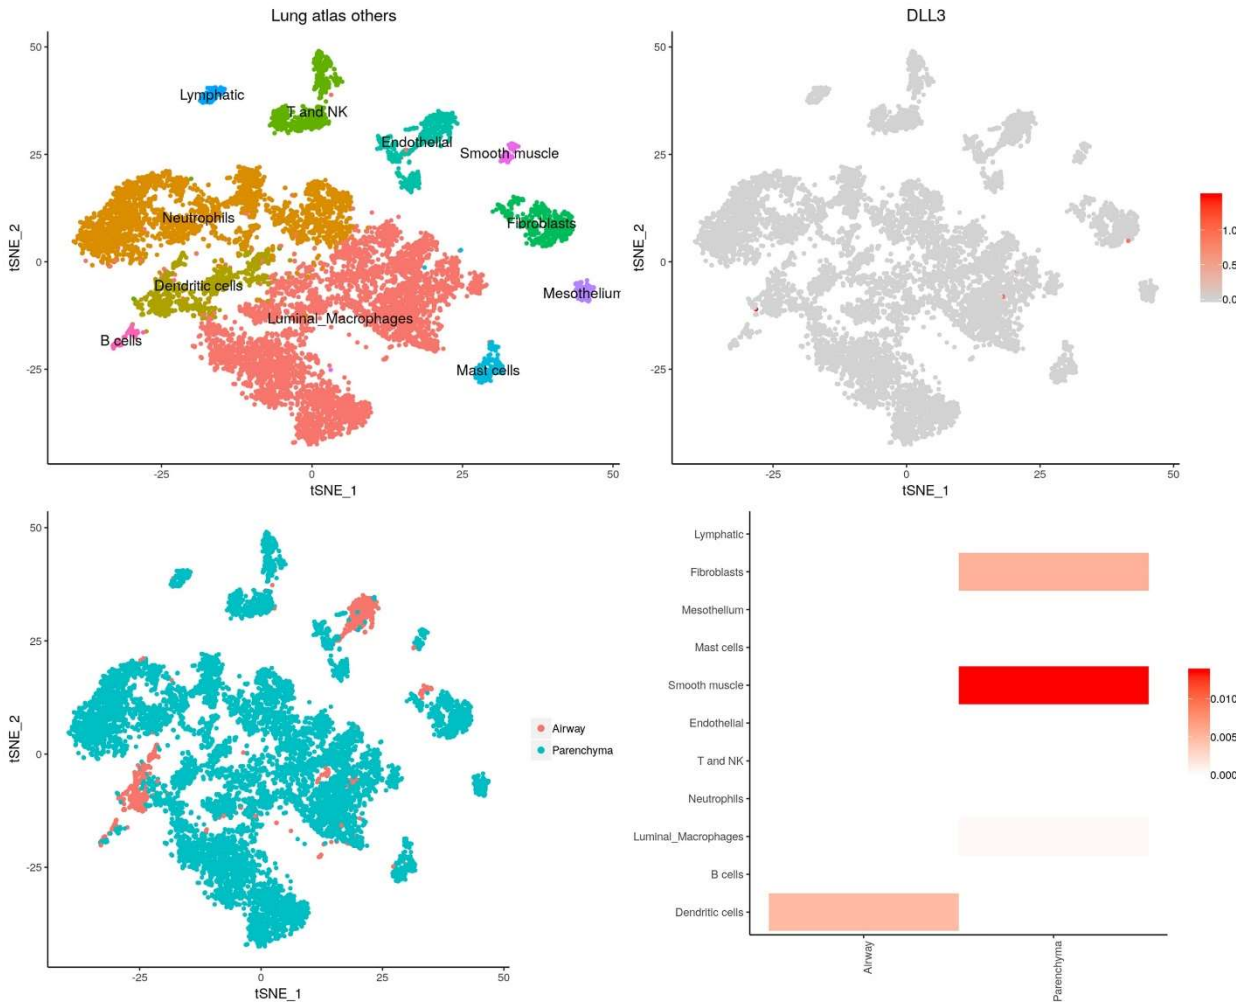 Lung atlas others
50
25
0
-25
tSNE_2
Lymphatic
T and NK
Endothelial
Smooth muscle
Neutrophils
Fibroblasts
Dendritic cells
Mesothelium
Luminal_Macrophages
B cells
Mast cells
-25
0
25
50
tSNE_1
DLL3
50
25
0
-25
tSNE_2
-25
0
25
50
tSNE_1
1.0
0.5
0.0
50
25
0
-25
tSNE_2
-25
0
25
50
tSNE_1
Airway
Parenchyma
Lymphatic
Fibroblasts
Mesothelium
Mast cells
Smooth muscle
Endothelial
T and NK
Neutrophils
Luminal_Macrophages
B cells
Dendritic cells
Airway
Parenchyma
0.010
0.005
0.000